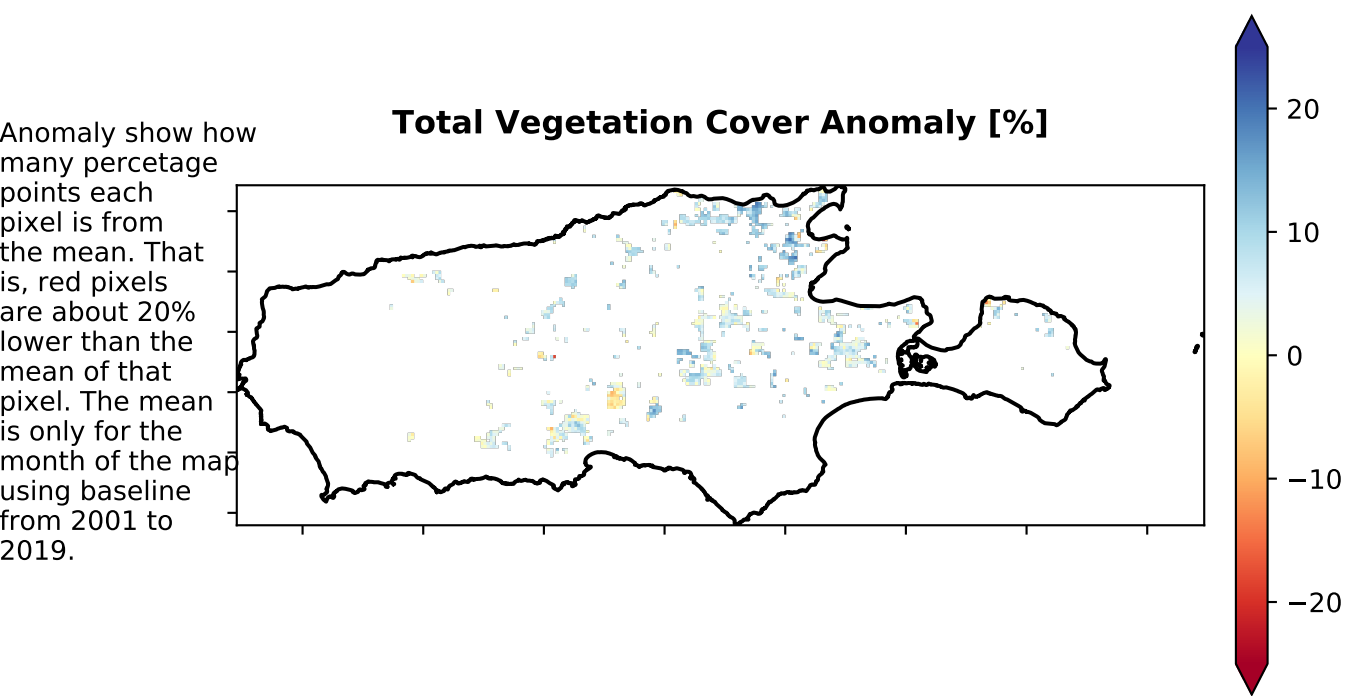 Total Vegetation Cover Anomaly [%]
Anomaly show how
many percetage
points each
pixel is from
the mean. That
is, red pixels
are about 20%
lower than the
mean of that
pixel. The mean
is only for the
month of the map
using baseline
from 2001 to
2019.
20
10
0
−10
−20